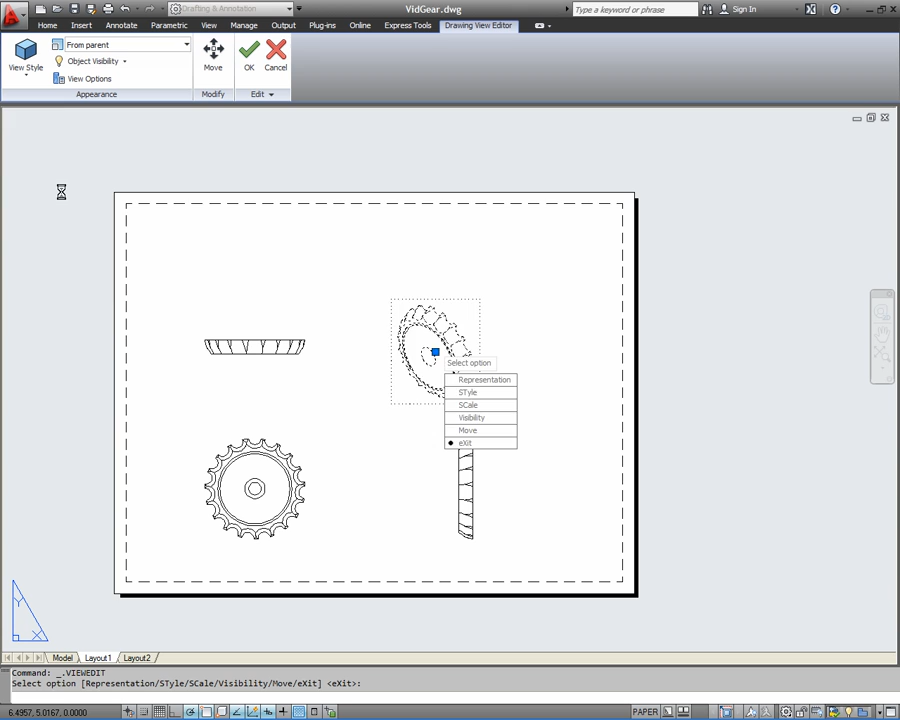 Drafting & Annotation
VidGear.dwg
Type a keyword or phrase
Sign In
Home
Insert
Annotate
Parametric
View
Manage
Output
Plug-ins
Online
Express Tools
Drawing View Editor
View Style
From parent
Object Visibility
View Options
Move
OK
Cancel
Appearance
Modify
Edit
Select option
Representation
STyle
SCale
Visibility
Move
eXit
Y
X
Model
Layout1
Layout2
Command: _.VIEWEDIT
Select option [Representation/STyle/SCale/Visibility/Move/eXit] <eXit>:
6.4957, 5.0167, 0.0000
PAPER